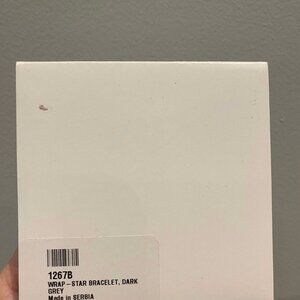 1267B
WRAP-STAR BRACELET, DARK
GREY
Made in SERBIA